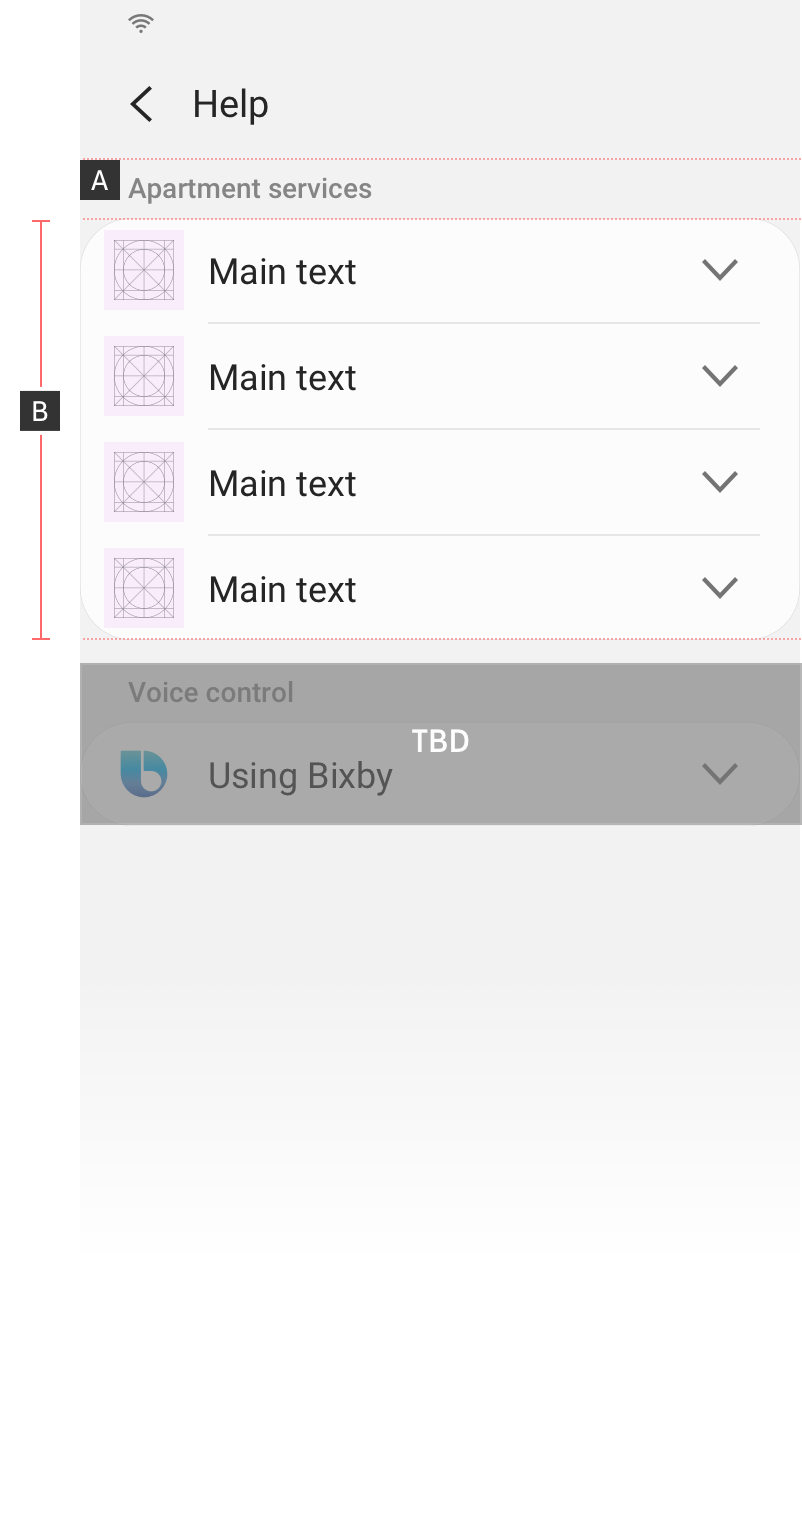 Help
A
Apartment services
Main text
Main text
B
Main text
Main text
Voice control
TBD
Using Bixby